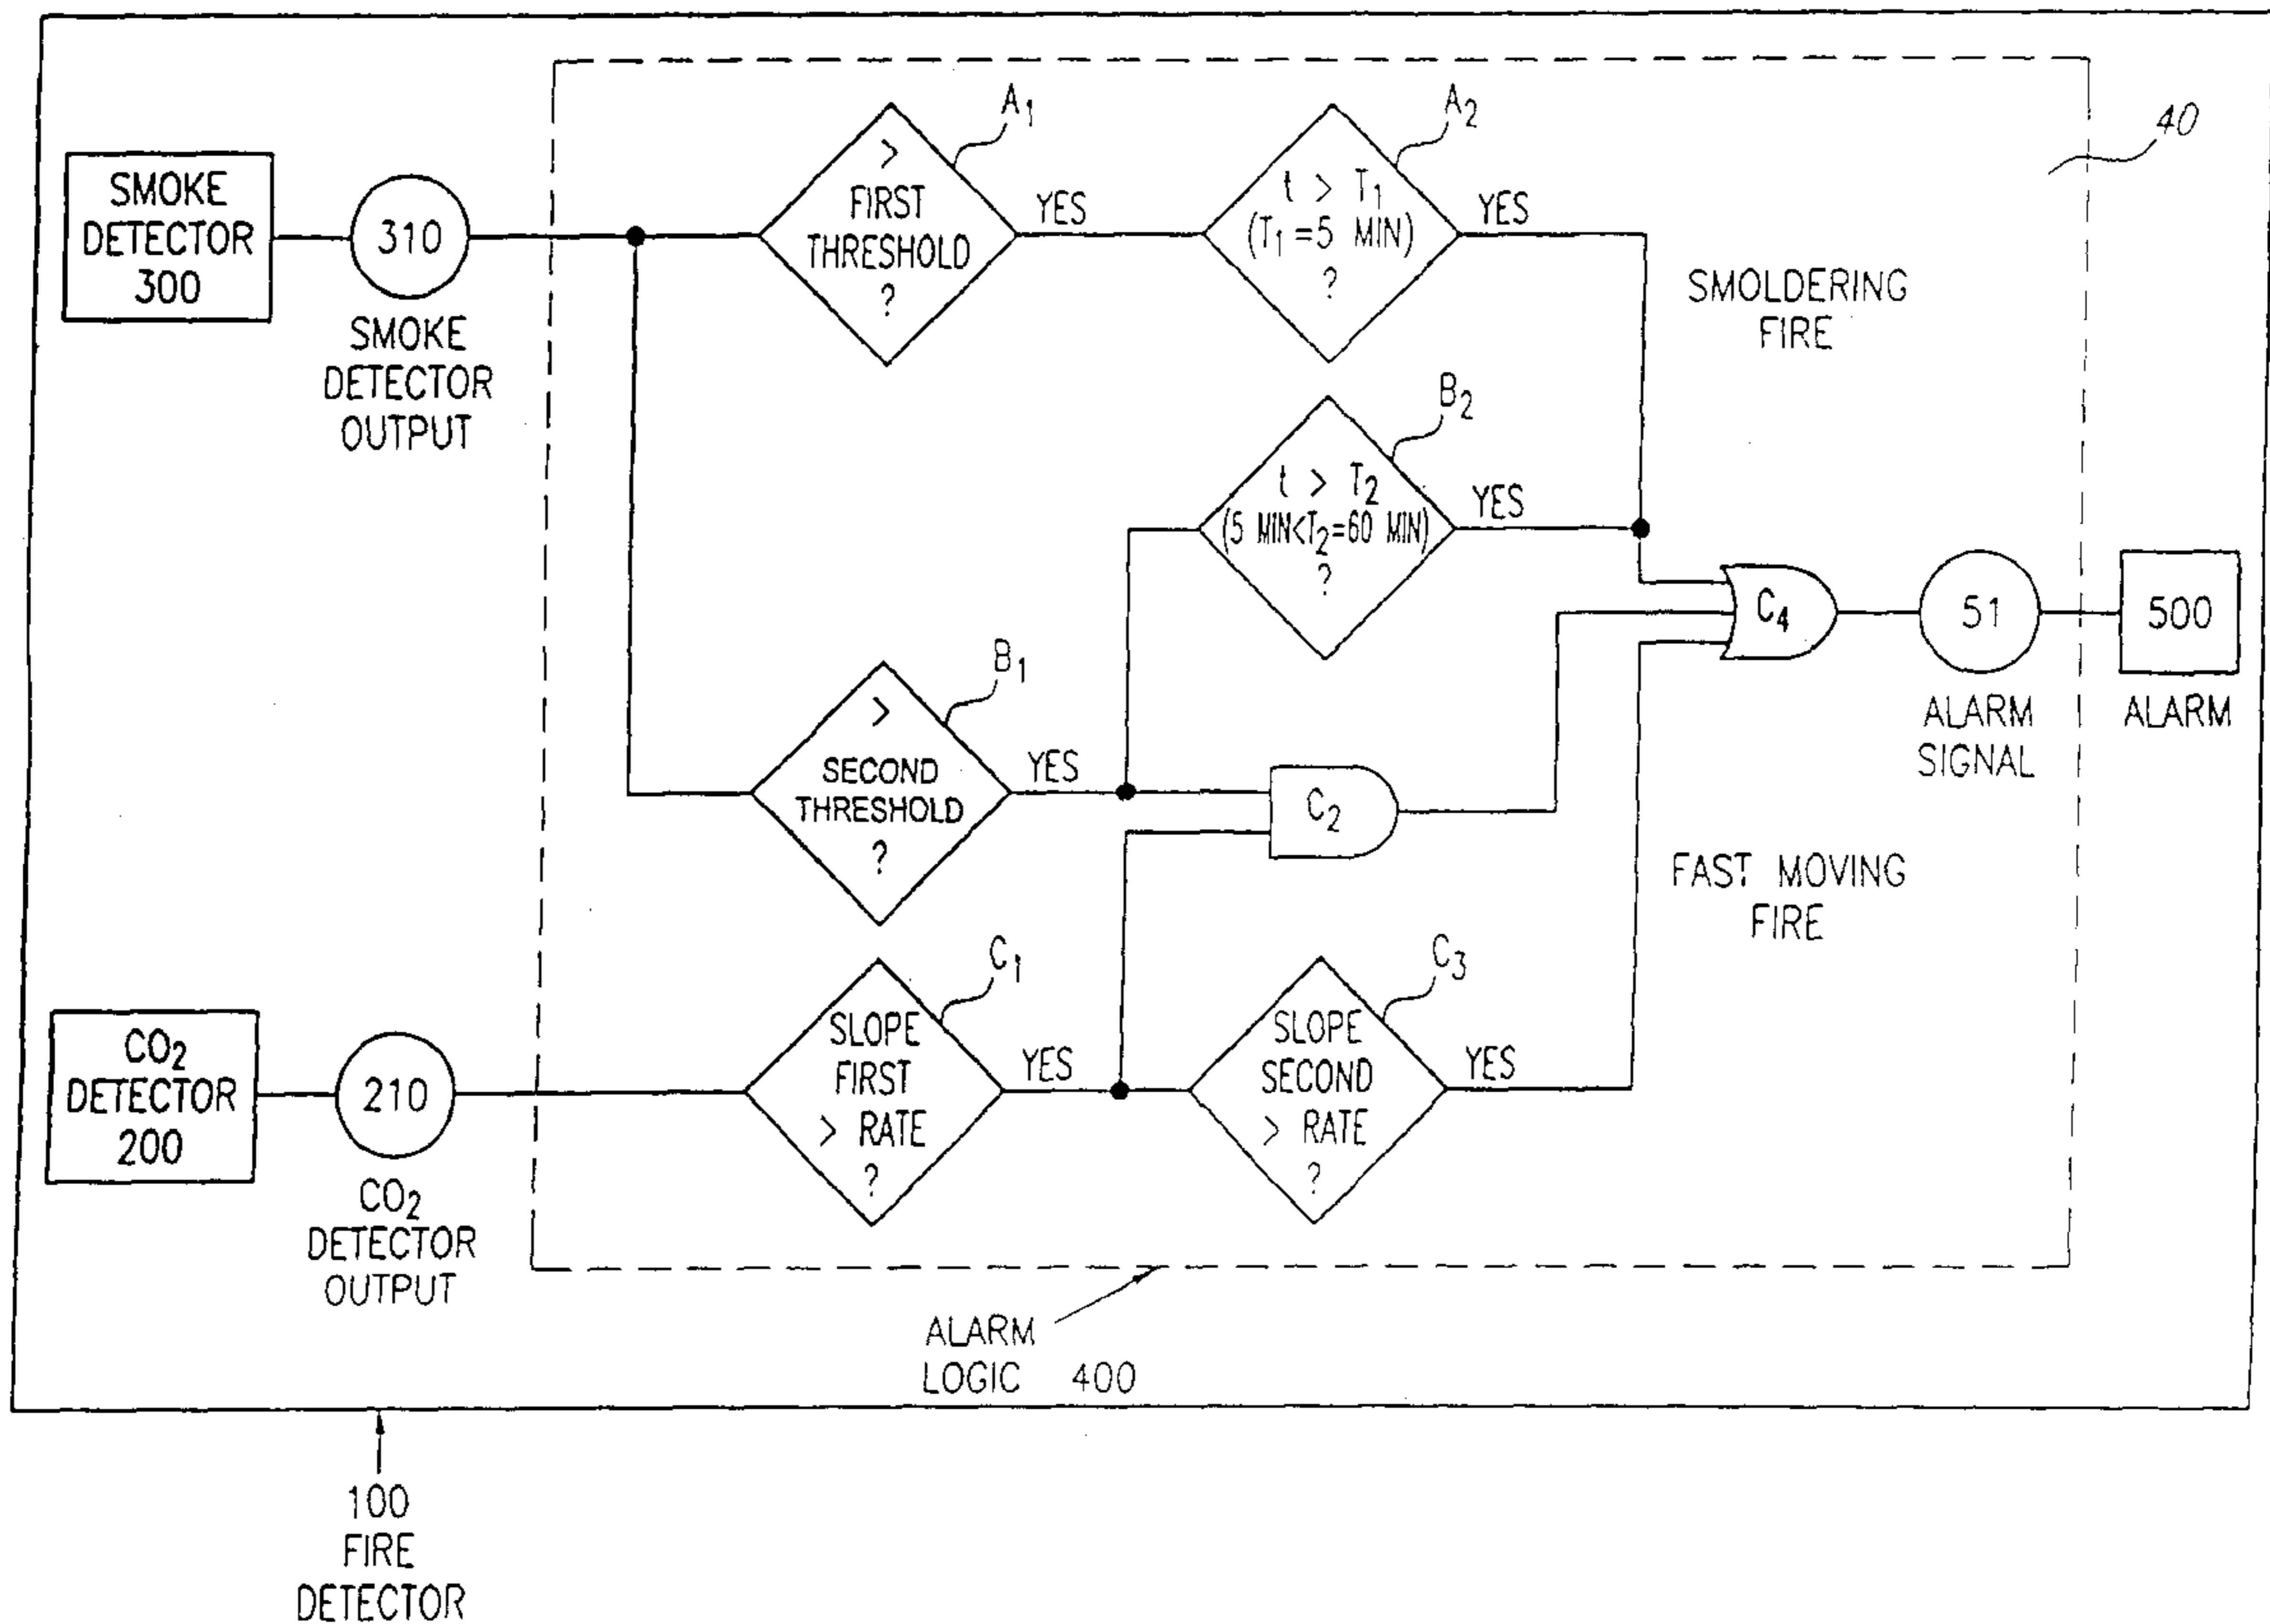 SMOKE
DETECTOR
300
310
SMOKE
DETECTOR
OUTPUT
>
FIRST
THRESHOLD
?
A1
YES
t > T1
(T1=5 MIN)
?
A2
YES
40
SMOLDERING
FIRE
t > T2
(5 MIN<T2=60 MIN)
?
B2
YES
>
SECOND
THRESHOLD
?
B1
YES
C2
C4
51
ALARM
SIGNAL
500
ALARM
FAST MOVING
FIRE
CO2
DETECTOR
200
210
CO2
DETECTOR
OUTPUT
SLOPE
FIRST
> RATE
?
C1
YES
SLOPE
SECOND
> RATE
?
C3
YES
ALARM
LOGIC 400
100
FIRE
DETECTOR